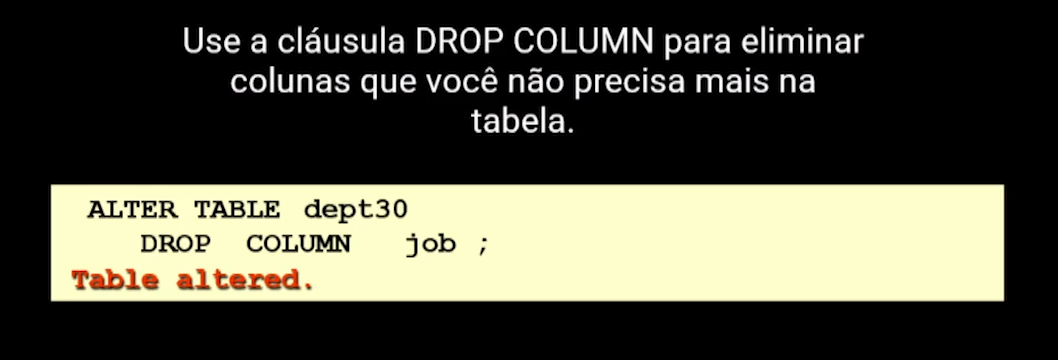 Use a cláusula DROP COLUMN para eliminar
colunas que você não precisa mais na
tabela.
ALTER TABLE dept30
DROP COLUMN job ;
Table altered.